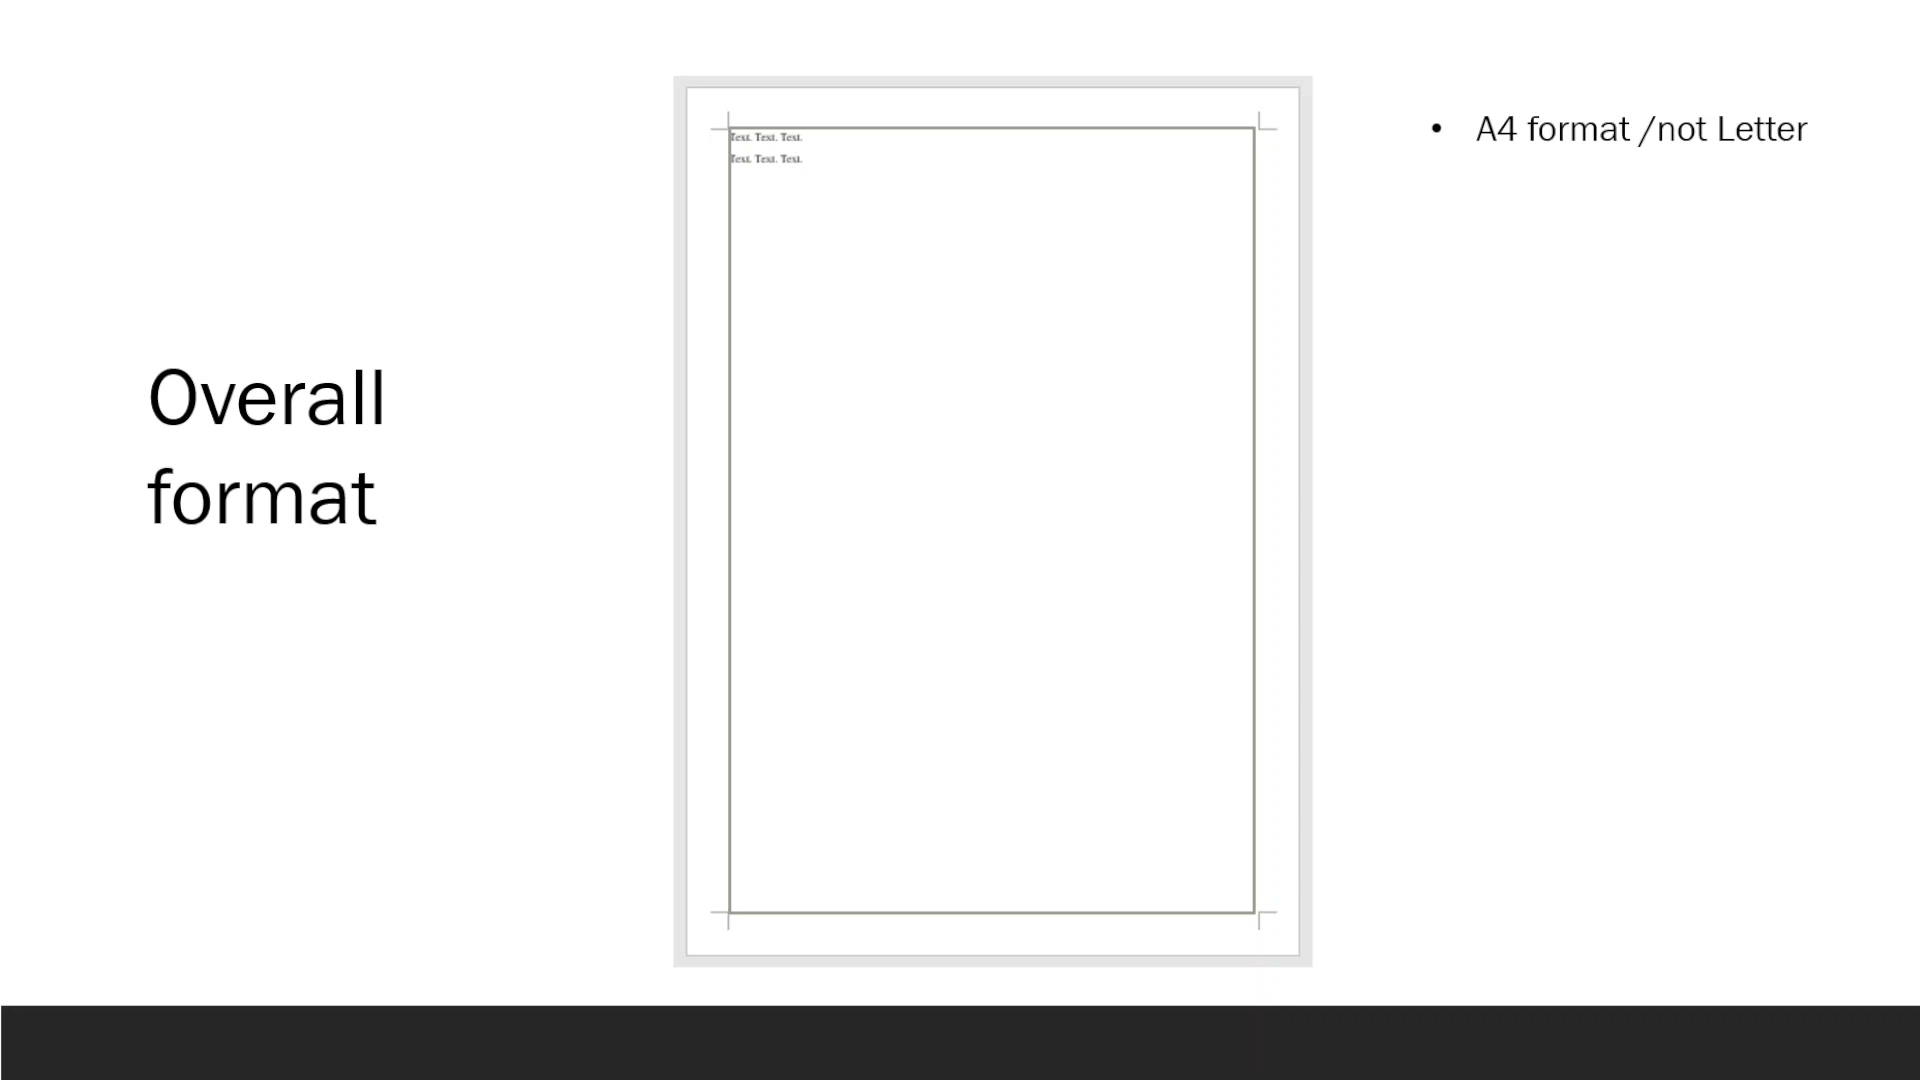 Overall
format
Text. Text. Text.
Text. Text. Text.
• A4 format /not Letter